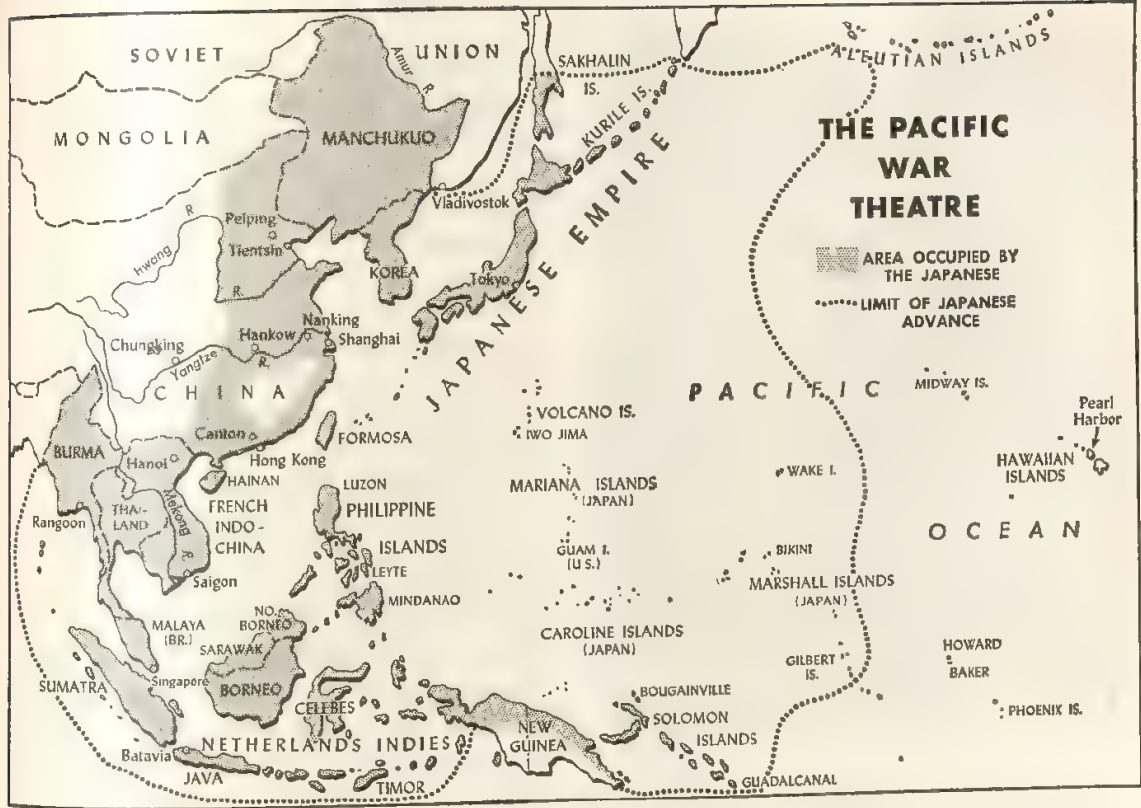 SOVIET UNION
MONGOLIA
Amur R.
MANCHUKUO
SAKHALIN
IS.
KURILE IS.
ALEUTIAN ISLANDS
THE PACIFIC
WAR
THEATRE
AREA OCCUPIED BY
THE JAPANESE
LIMIT OF JAPANESE
ADVANCE
Vladivostok
Peiping
Tientsin
Hwang R.
R.
KOREA
Tokyo
JAPANESE EMPIRE
Nanking
Hankow
Shanghai
Chungking
Yangtze R.
CHINA
PACIFIC
OCEAN
MIDWAY IS.
Pearl
Harbor
HAWAIIAN
ISLANDS
VOLCANO IS.
IWO JIMA
Canton
FORMOSA
BURMA
Hanoi
Hong Kong
HAINAN
LUZON
MARIANA ISLANDS
(JAPAN)
WAKE I.
Rangoon
THAI-
LAND
Mekong R.
FRENCH
INDO-
CHINA
PHILIPPINE
ISLANDS
GUAM I.
(U.S.)
BIKINI
LEYTE
MARSHALL ISLANDS
(JAPAN)
Saigon
MINDANAO
NO.
BORNEO
MALAYA
(BR.)
CAROLINE ISLANDS
(JAPAN)
SARAWAK
GILBERT
IS.
HOWARD
BAKER
SUMATRA
Singapore
BORNEO
CELEBES
BOUGAINVILLE
SOLOMON
ISLANDS
PHOENIX IS.
NEW
GUINEA
Batavia
NETHERLANDS INDIES
JAVA
TIMOR
GUADALCANAL